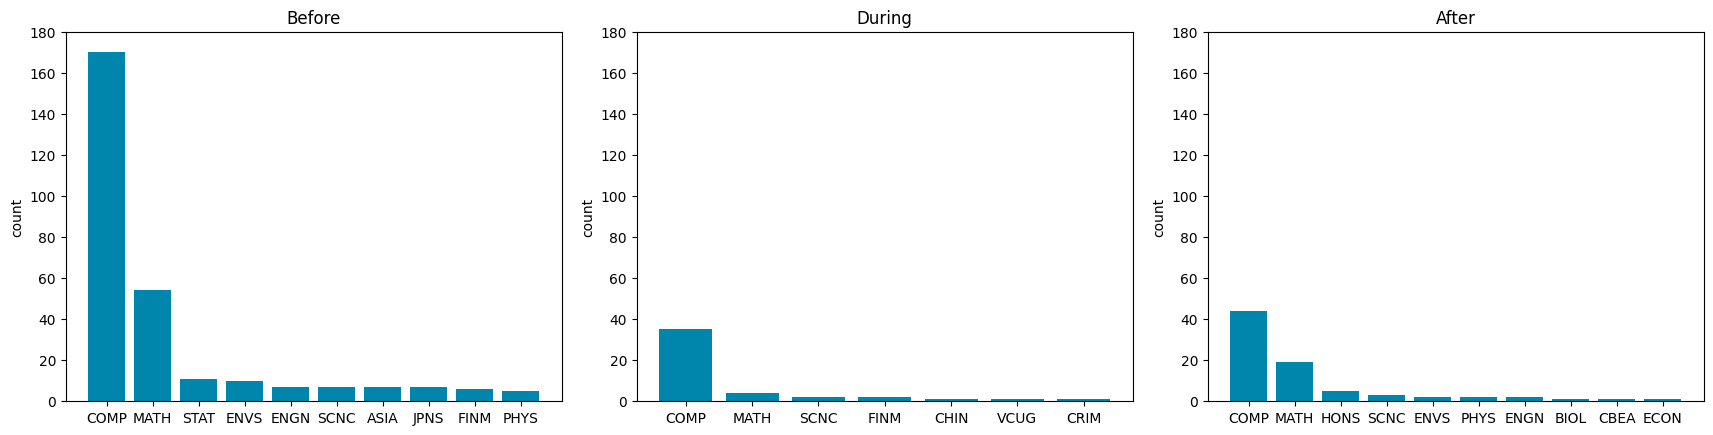 Before During After
180 180 180
160 160 160
140 140 140
120 120 120
100 100 100
count count count
80 80 80
60 60 60
40 40 40
20 20 20
0 0 0
COMP MATH STAT ENVS ENGN SCNC ASIA JPNS FINM PHYS COMP MATH SCNC FINM CHIN VCUG CRIM COMP MATH HONS SCNC ENVS PHYS ENGN BIOL CBEA ECON